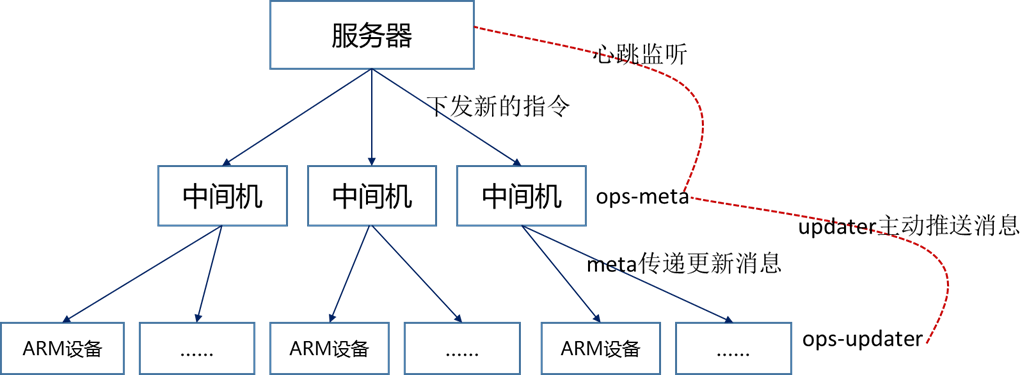 服务器
心跳监听
下发新的指令
中间机
中间机
中间机
ops-meta
updater主动推送消息
meta传递更新消息
ARM设备
......
ARM设备
......
ARM设备
......
ops-updater